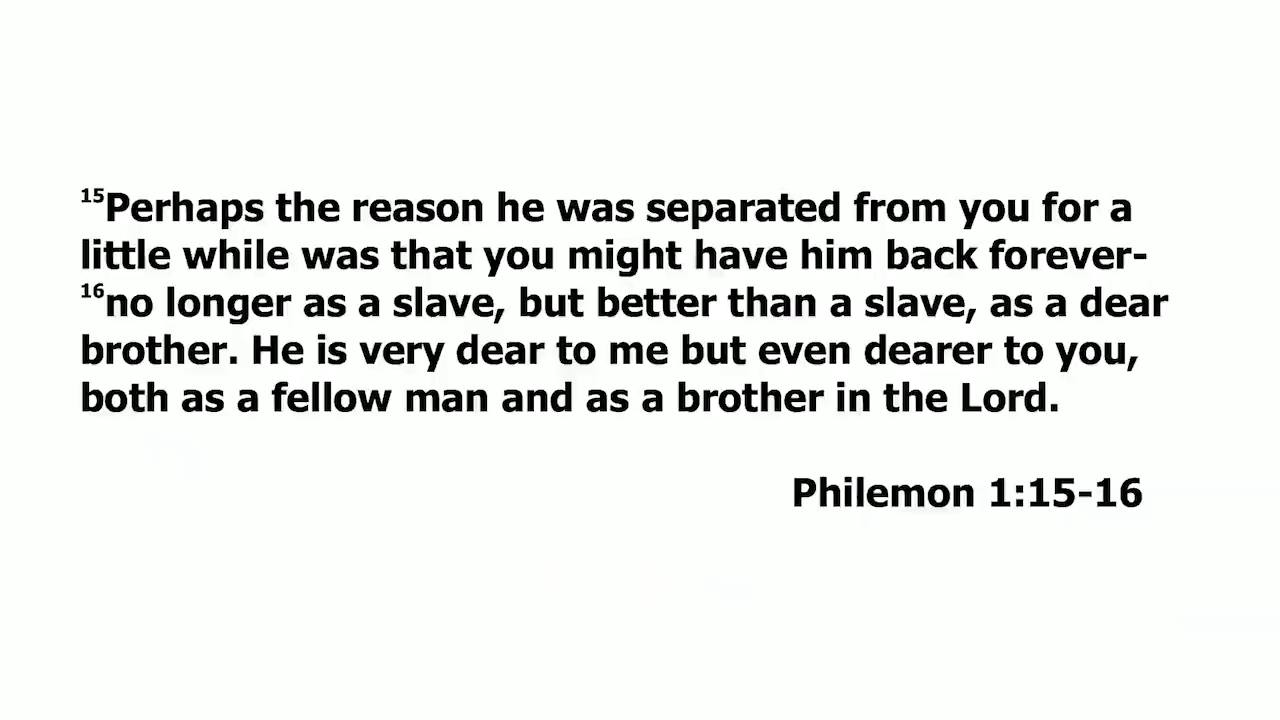 ¹⁵Perhaps the reason he was separated from you for a
little while was that you might have him back forever-
¹⁶no longer as a slave, but better than a slave, as a dear
brother. He is very dear to me but even dearer to you,
both as a fellow man and as a brother in the Lord.
Philemon 1:15-16